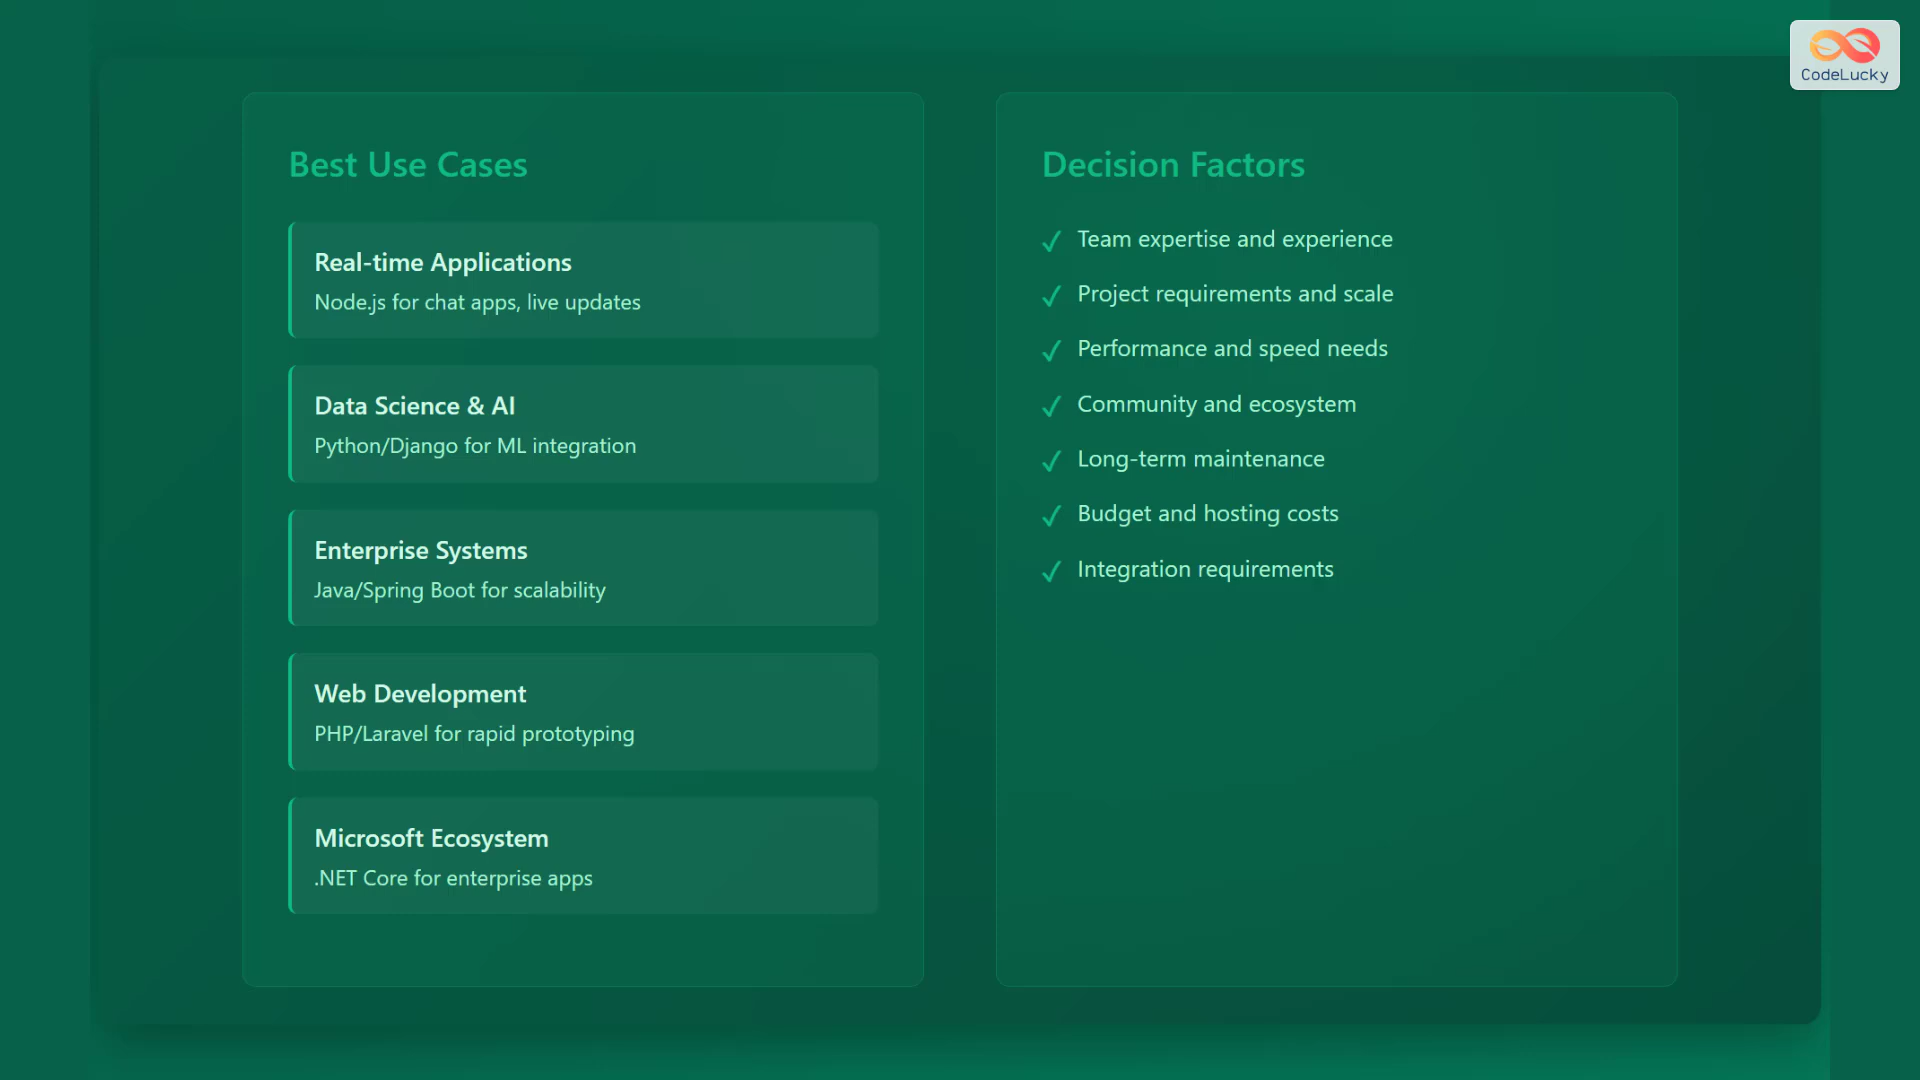 CodeLucky
Best Use Cases
Real-time Applications
Node.js for chat apps, live updates
Data Science & AI
Python/Django for ML integration
Enterprise Systems
Java/Spring Boot for scalability
Web Development
PHP/Laravel for rapid prototyping
Microsoft Ecosystem
.NET Core for enterprise apps
Decision Factors
✓ Team expertise and experience
✓ Project requirements and scale
✓ Performance and speed needs
✓ Community and ecosystem
✓ Long-term maintenance
✓ Budget and hosting costs
✓ Integration requirements